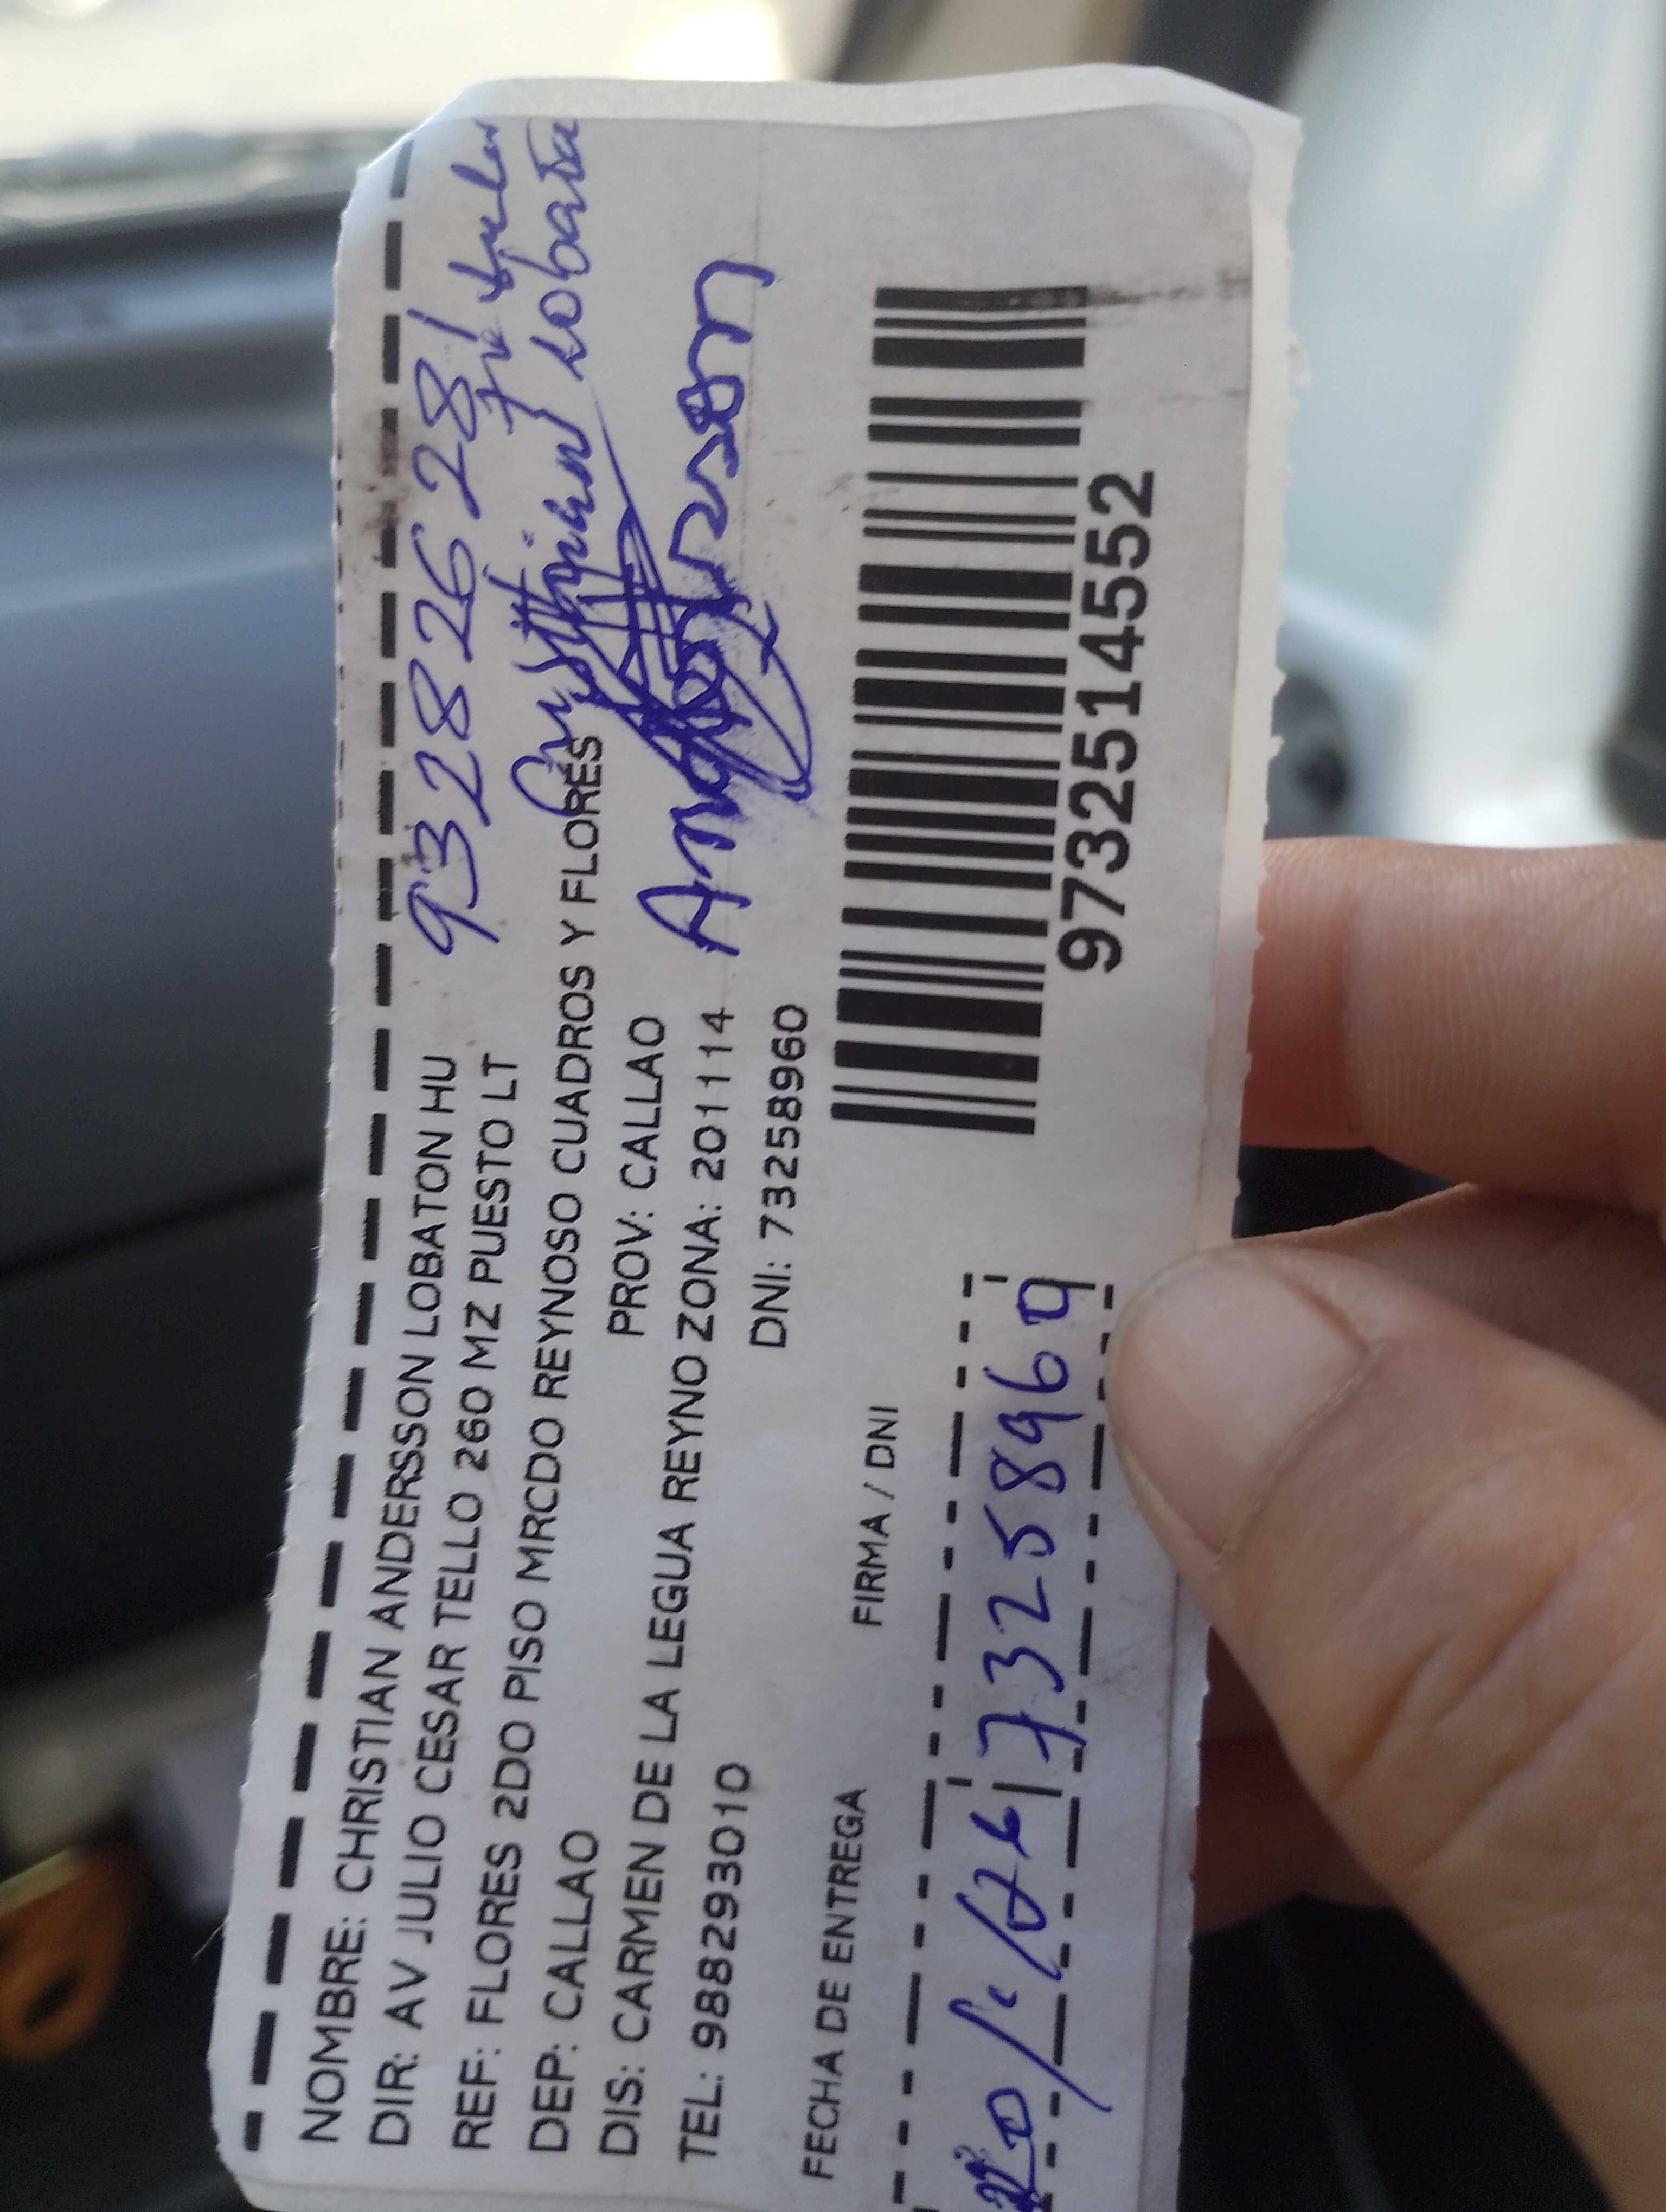 NOMBRE: CHRISTIAN ANDERSSON LOBATON HU 932826281
DIR: AV JULIO CESAR TELLO 260 MZ PUESTO LT
REF: FLORES 2DO PISO MRCDO REYNOSO CUADROS Y FLORES
DEP: CALLAO PROV: CALLAO
DIS: CARMEN DE LA LEGUA REYNO ZONA: 201114
TEL: 988293010 DNI: 73258960
FECHA DE ENTREGA FIRMA / DNI
73258960
9732514552